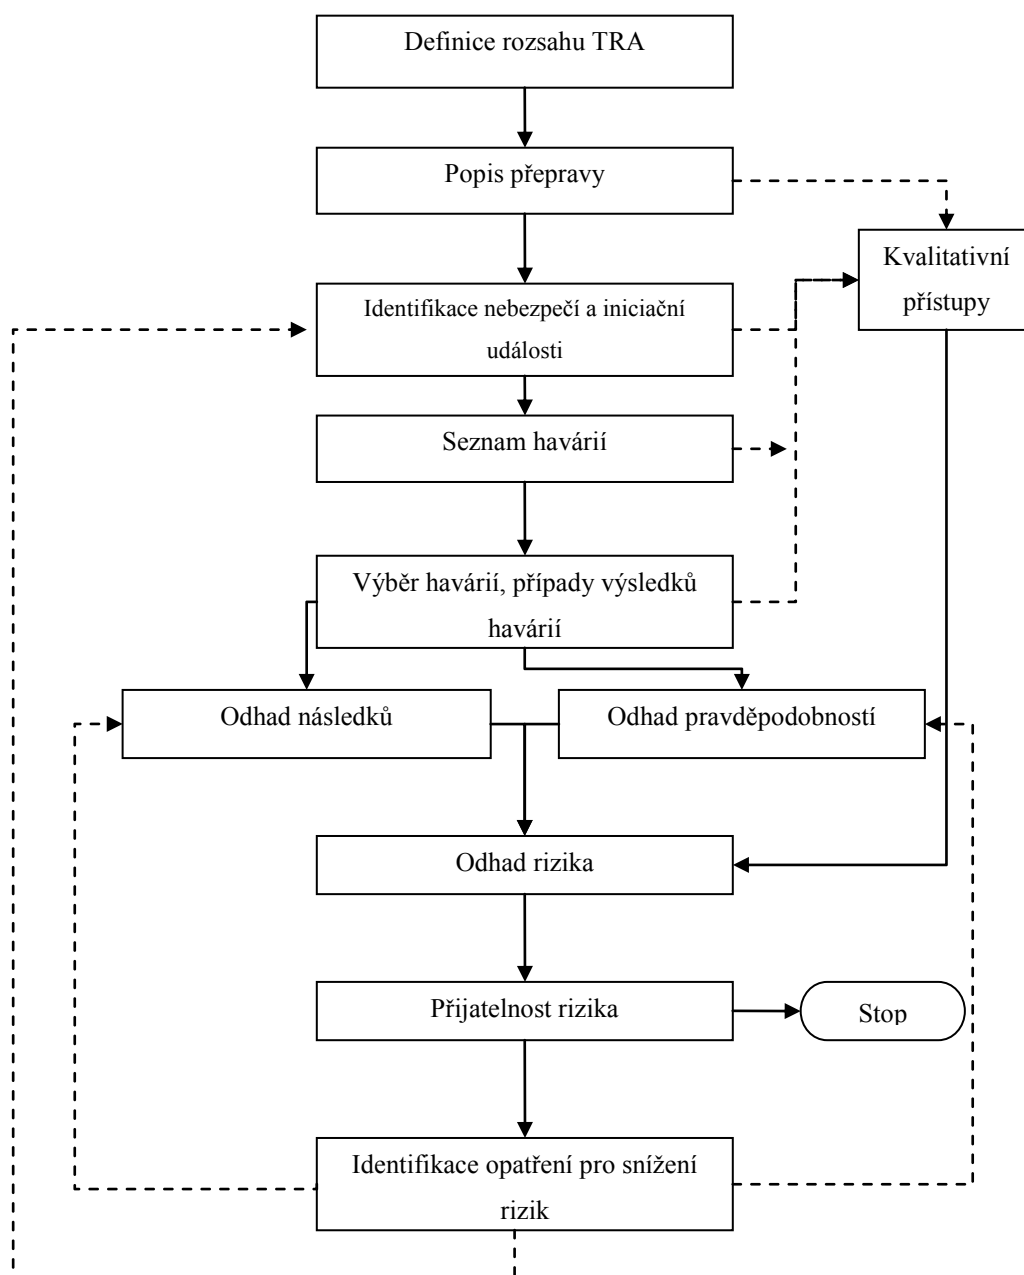 Definice rozsahu TRA
Popis přepravy
Kvalitativní
přístupy
Identifikace nebezpečí a iniciační
události
Seznam havárií
Výběr havárií, případy výsledků
havárií
Odhad následků
Odhad pravděpodobností
Odhad rizika
Přijatelnost rizika
Stop
Identifikace opatření pro snížení
rizik